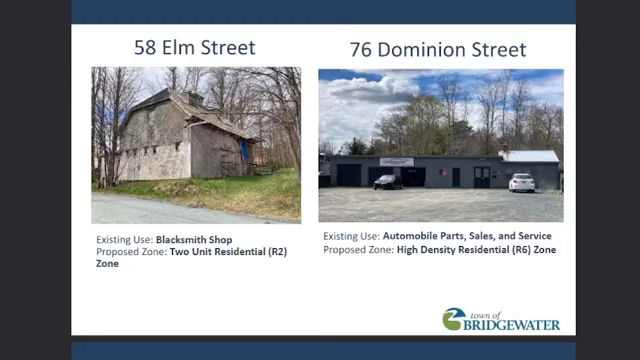 58 Elm Street
76 Dominion Street
Existing Use: Blacksmith Shop
Proposed Zone: Two Unit Residential (R2)
Zone
Existing Use: Automobile Parts, Sales, and Service
Proposed Zone: High Density Residential (R6) Zone
town of
BRIDGEWATER